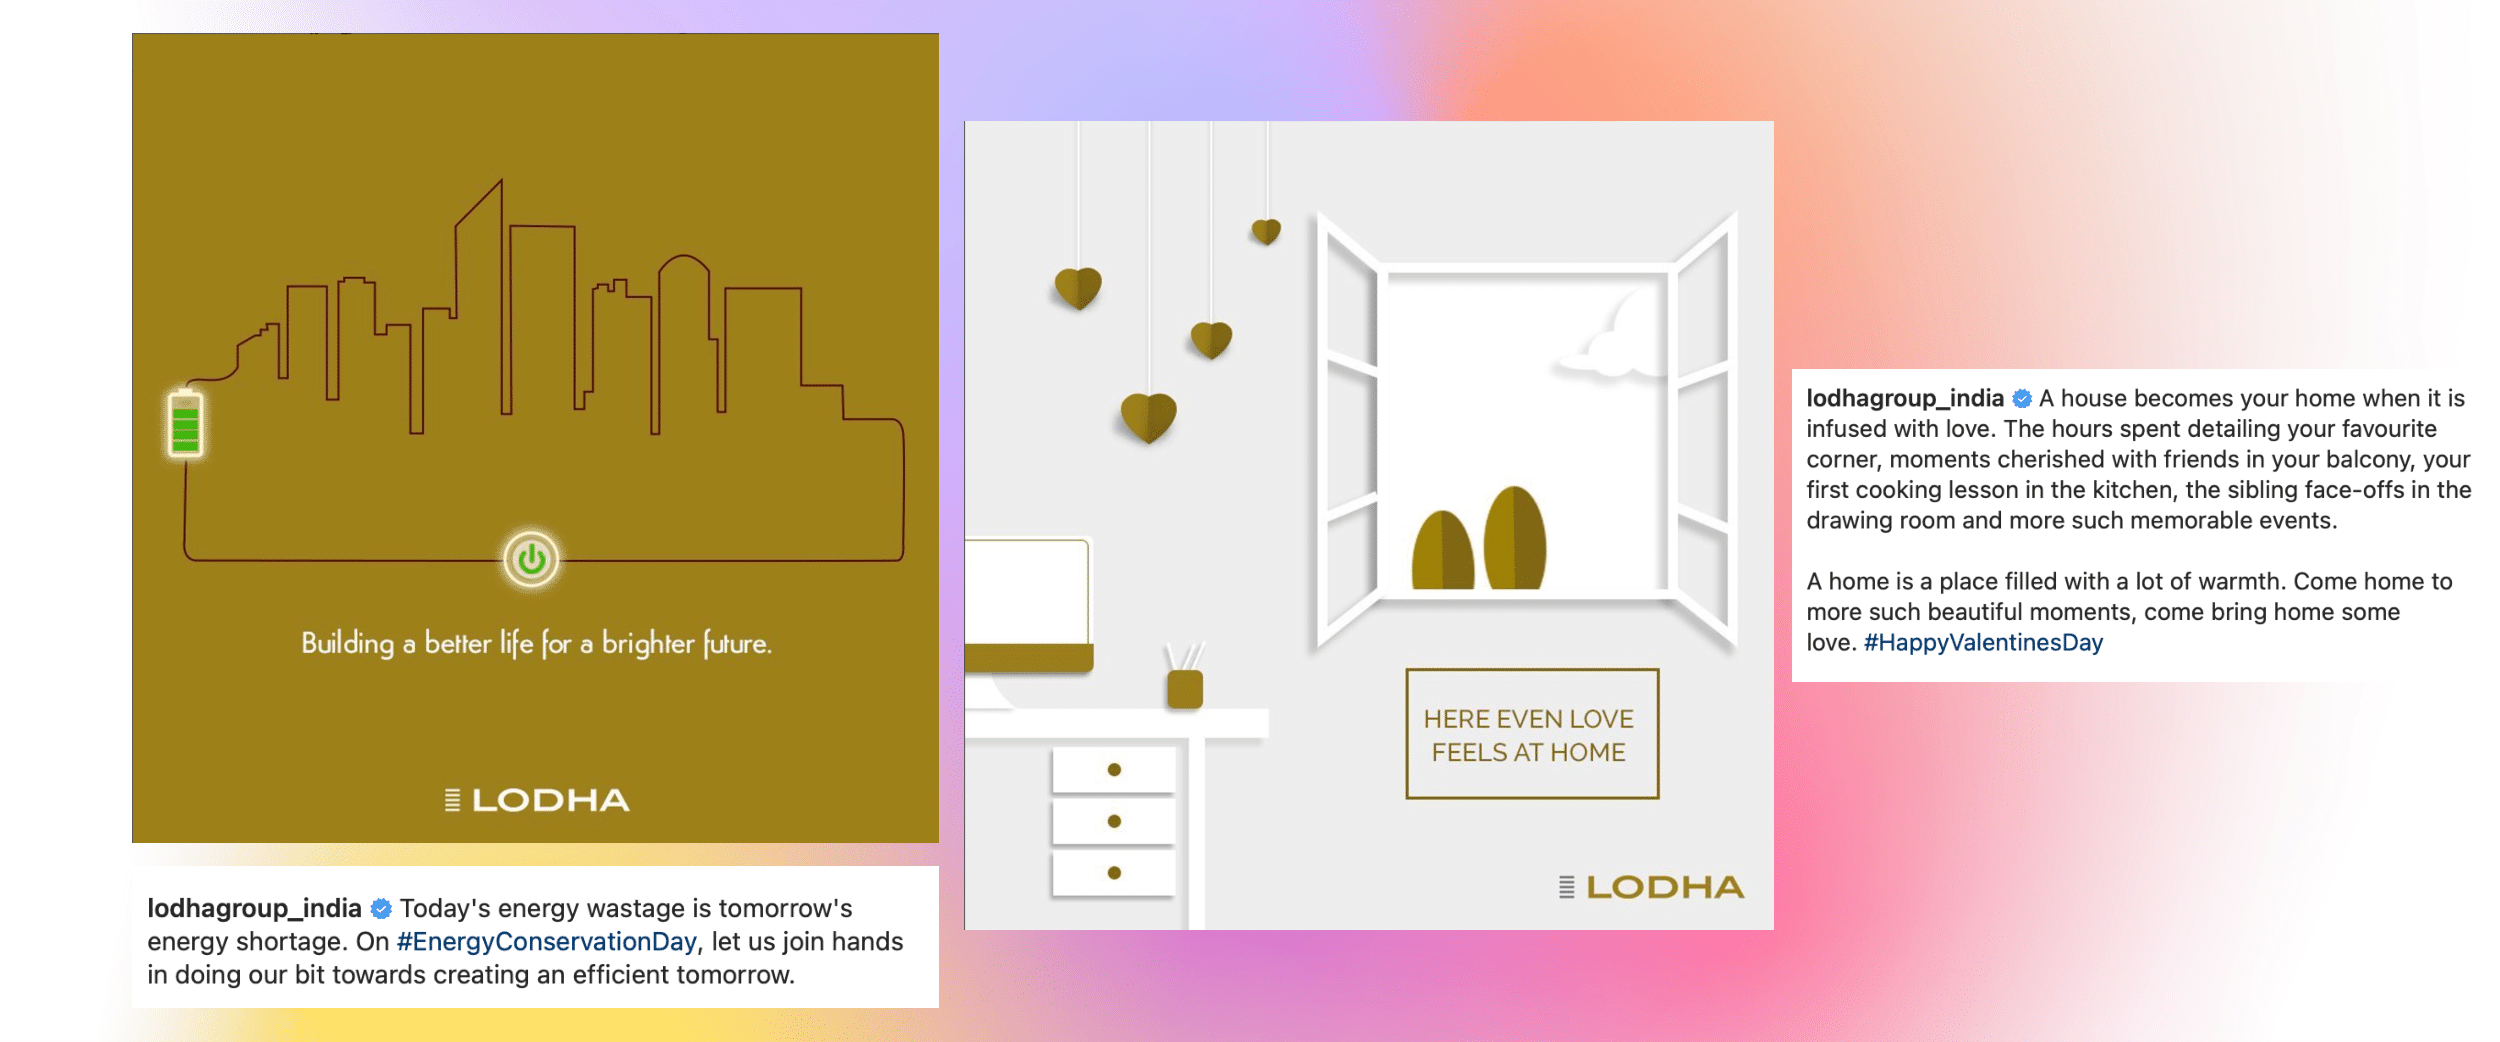 Building a better life for a brighter future.
LODHA
lodhagroup_india Today's energy wastage is tomorrow's
energy shortage. On #EnergyConservationDay, let us join hands
in doing our bit towards creating an efficient tomorrow.
HERE EVEN LOVE
FEELS AT HOME
LODHA
lodhagroup_india A house becomes your home when it is
infused with love. The hours spent detailing your favourite
corner, moments cherished with friends in your balcony, your
first cooking lesson in the kitchen, the sibling face-offs in the
drawing room and more such memorable events.
A home is a place filled with a lot of warmth. Come home to
more such beautiful moments, come bring home some
love. #HappyValentinesDay